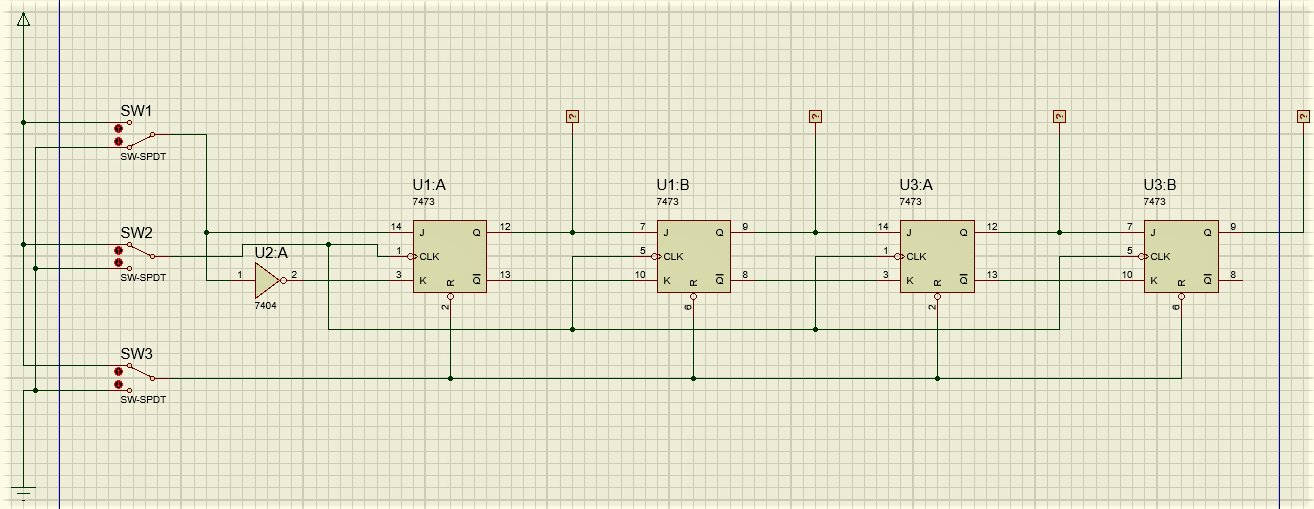 SW1
SW-SPDT
? ? ? ?
U1:A U1:B U3:A U3:B
7473 7473 7473 7473
SW2
SW-SPDT
U2:A
7404
1 2
14 J Q 12
1 CLK
3 K R QI 13
2
7 J Q 9
5 CLK
10 K R QI 8
6
14 J Q 12
1 CLK
3 K R QI 13
2
7 J Q 9
5 CLK
10 K R QI 8
6
SW3
SW-SPDT